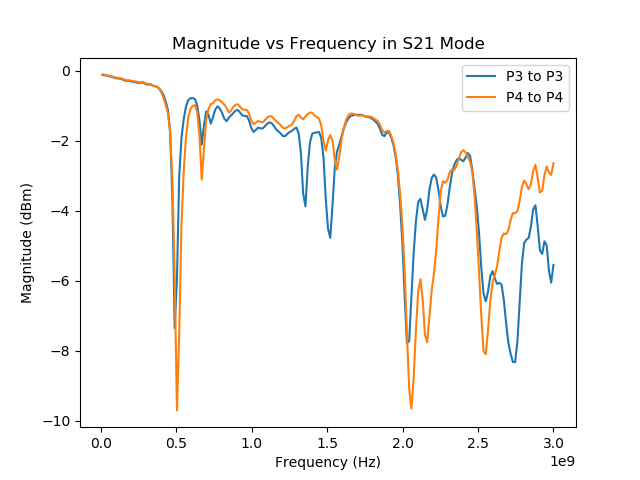 Magnitude vs Frequency in S21 Mode
P3 to P3
P4 to P4
Magnitude (dBm)
0
−2
−4
−6
−8
−10
0.0 0.5 1.0 1.5 2.0 2.5 3.0
1e9
Frequency (Hz)